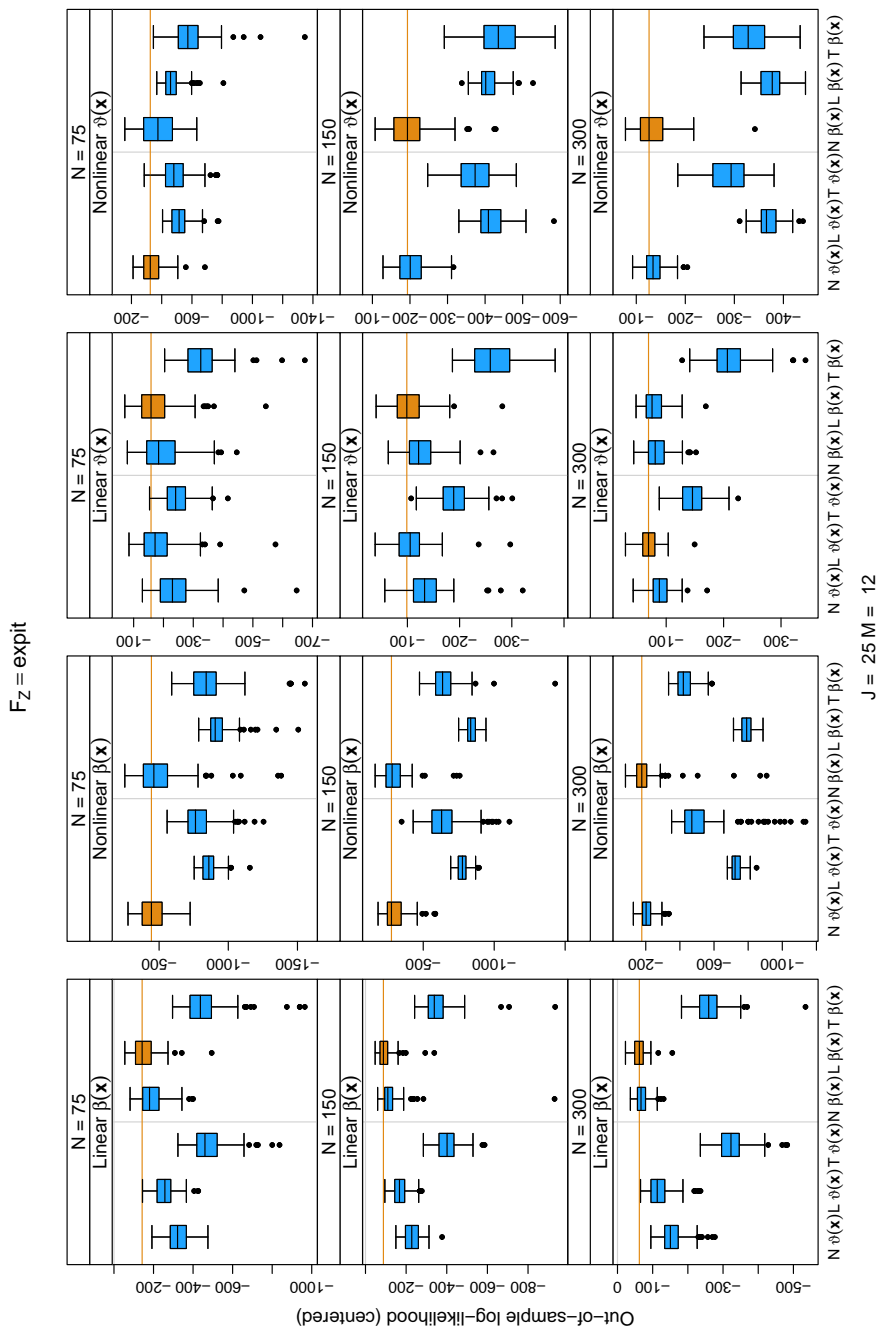 F_Z = expit
Out−of−sample log−likelihood (centered)
N = 75
Linear β(x)
−200
−600
−1000
N = 75
Nonlinear β(x)
−500
−1000
−1500
N = 75
Linear ϑ(x)
−100
−300
−500
−700
N = 75
Nonlinear ϑ(x)
−200
−600
−1000
−1400
N = 150
Linear β(x)
−200
−400
−600
−800
N = 150
Nonlinear β(x)
−500
−1000
N = 150
Linear ϑ(x)
−100
−200
−300
N = 150
Nonlinear ϑ(x)
−100
−200
−300
−400
−500
−600
N = 300
Linear β(x)
0
−100
−300
−500
N = 300
Nonlinear β(x)
−200
−600
−1000
N = 300
Linear ϑ(x)
−100
−200
−300
N = 300
Nonlinear ϑ(x)
−100
−200
−300
−400
N ϑ(x) L ϑ(x) T ϑ(x) N β(x) L β(x) T β(x)
N ϑ(x) L ϑ(x) T ϑ(x) N β(x) L β(x) T β(x)
N ϑ(x) L ϑ(x) T ϑ(x) N β(x) L β(x) T β(x)
N ϑ(x) L ϑ(x) T ϑ(x) N β(x) L β(x) T β(x)
J = 25 M = 12